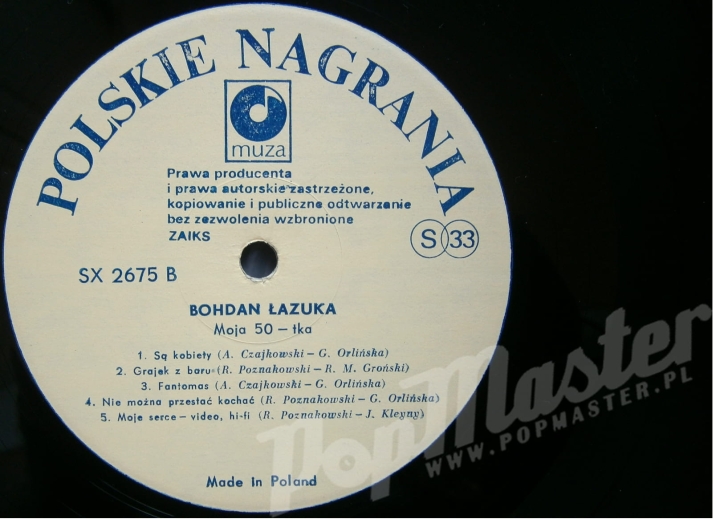 POLSKIE NAGRANIA
muza
Prawa producenta
i prawa autorskie zastrzeżone,
kopiowanie i publiczne odtwarzanie
bez zezwolenia wzbronione
ZAIKS
S 33
SX 2675 B
BOHDAN ŁAZUKA
Moja 50 – tka
1. Są kobiety (A. Czajkowski – G. Orlińska)
2. Grajek z baru (R. Poznakowski – R. M. Groński)
3. Fantomas (A. Czajkowski – G. Orlińska)
4. Nie można przestać kochać (R. Poznakowski – G. Orlińska)
5. Moje serce – video, hi-fi (R. Poznakowski – J. Kleyny)
Made in Poland
PopMaster
WWW.POPMASTER.PL